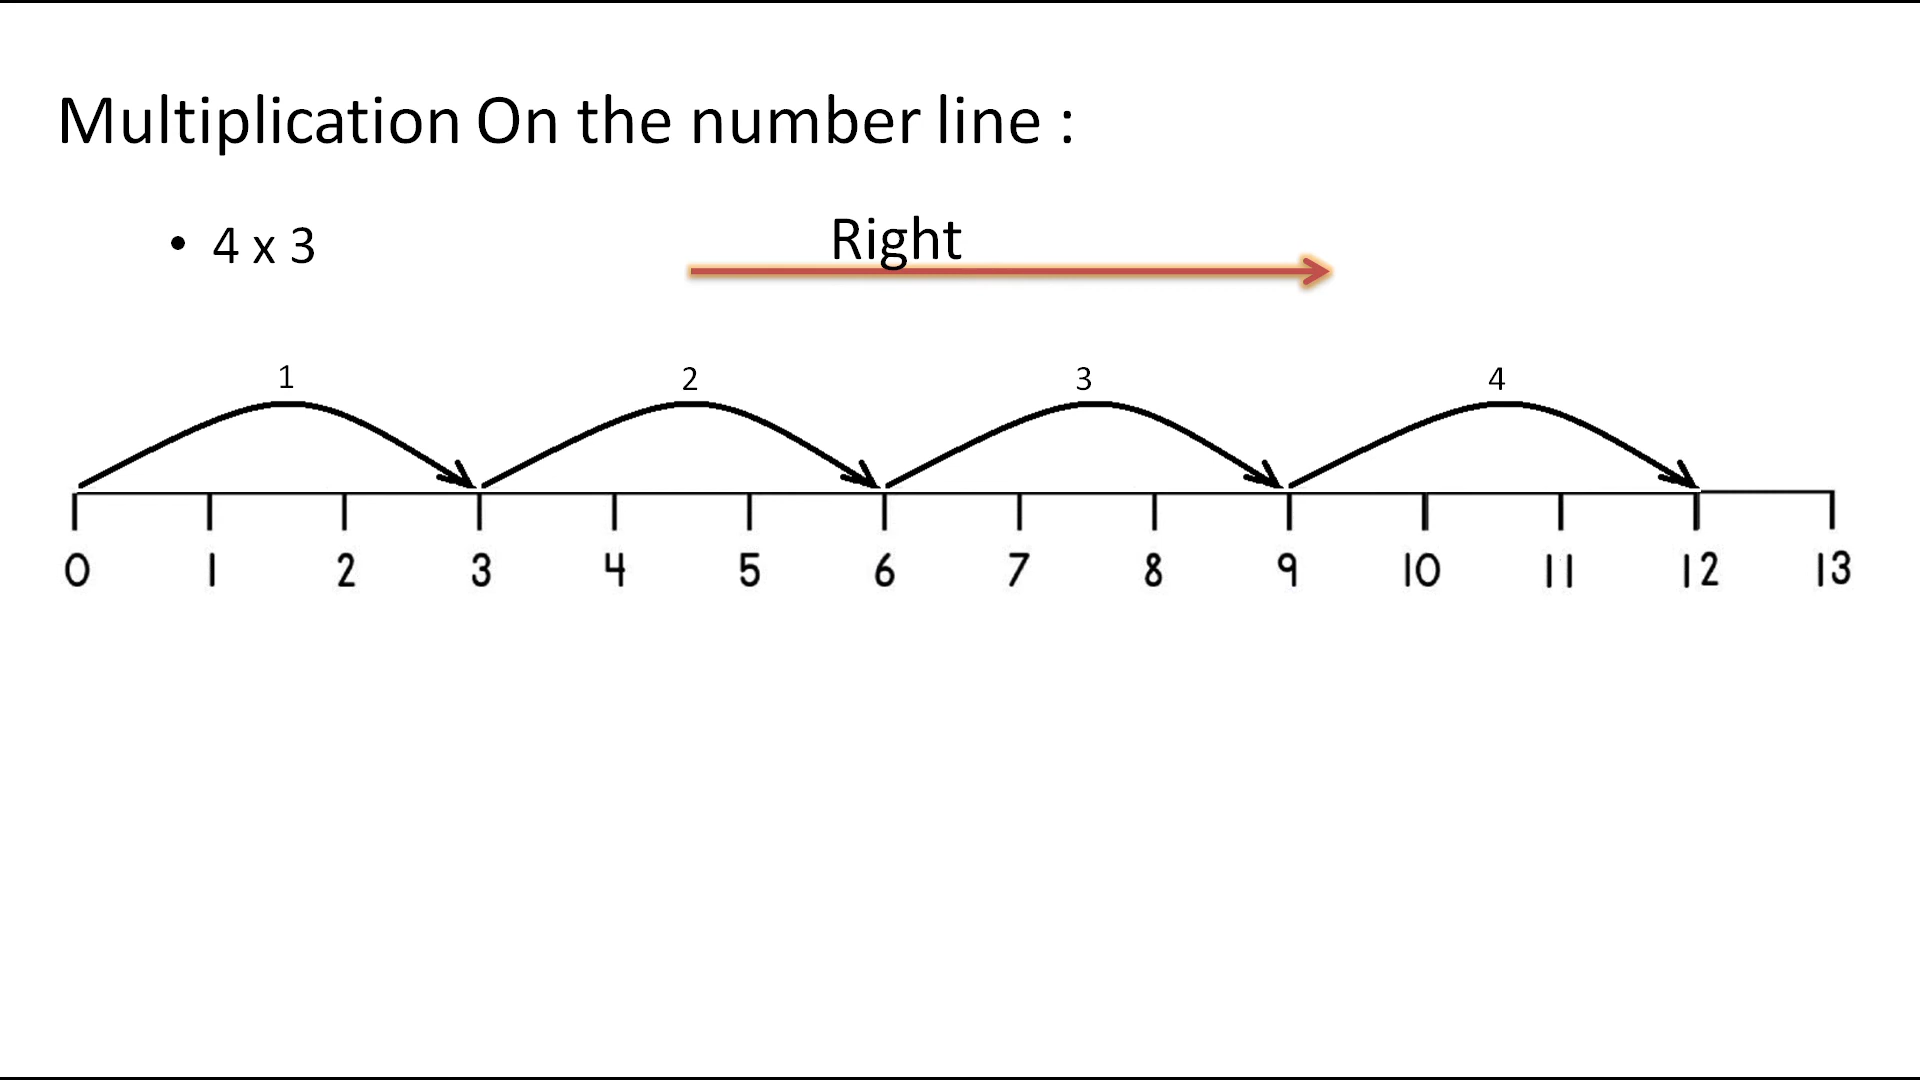 Multiplication On the number line :
• 4 x 3
Right
1 2 3 4
0 1 2 3 4 5 6 7 8 9 10 11 12 13